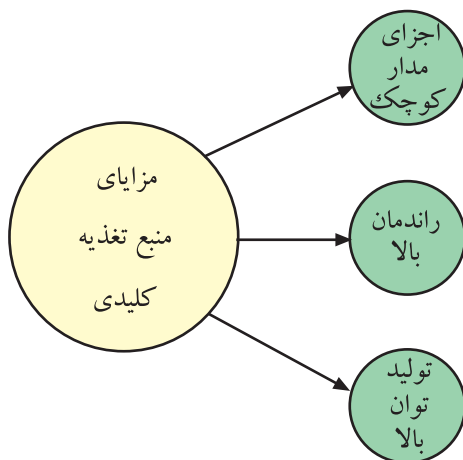 مزایای
منبع تغذیه
کلیدی
اجزای
مدار
کوچک
راندمان
بالا
تولید
توان
بالا